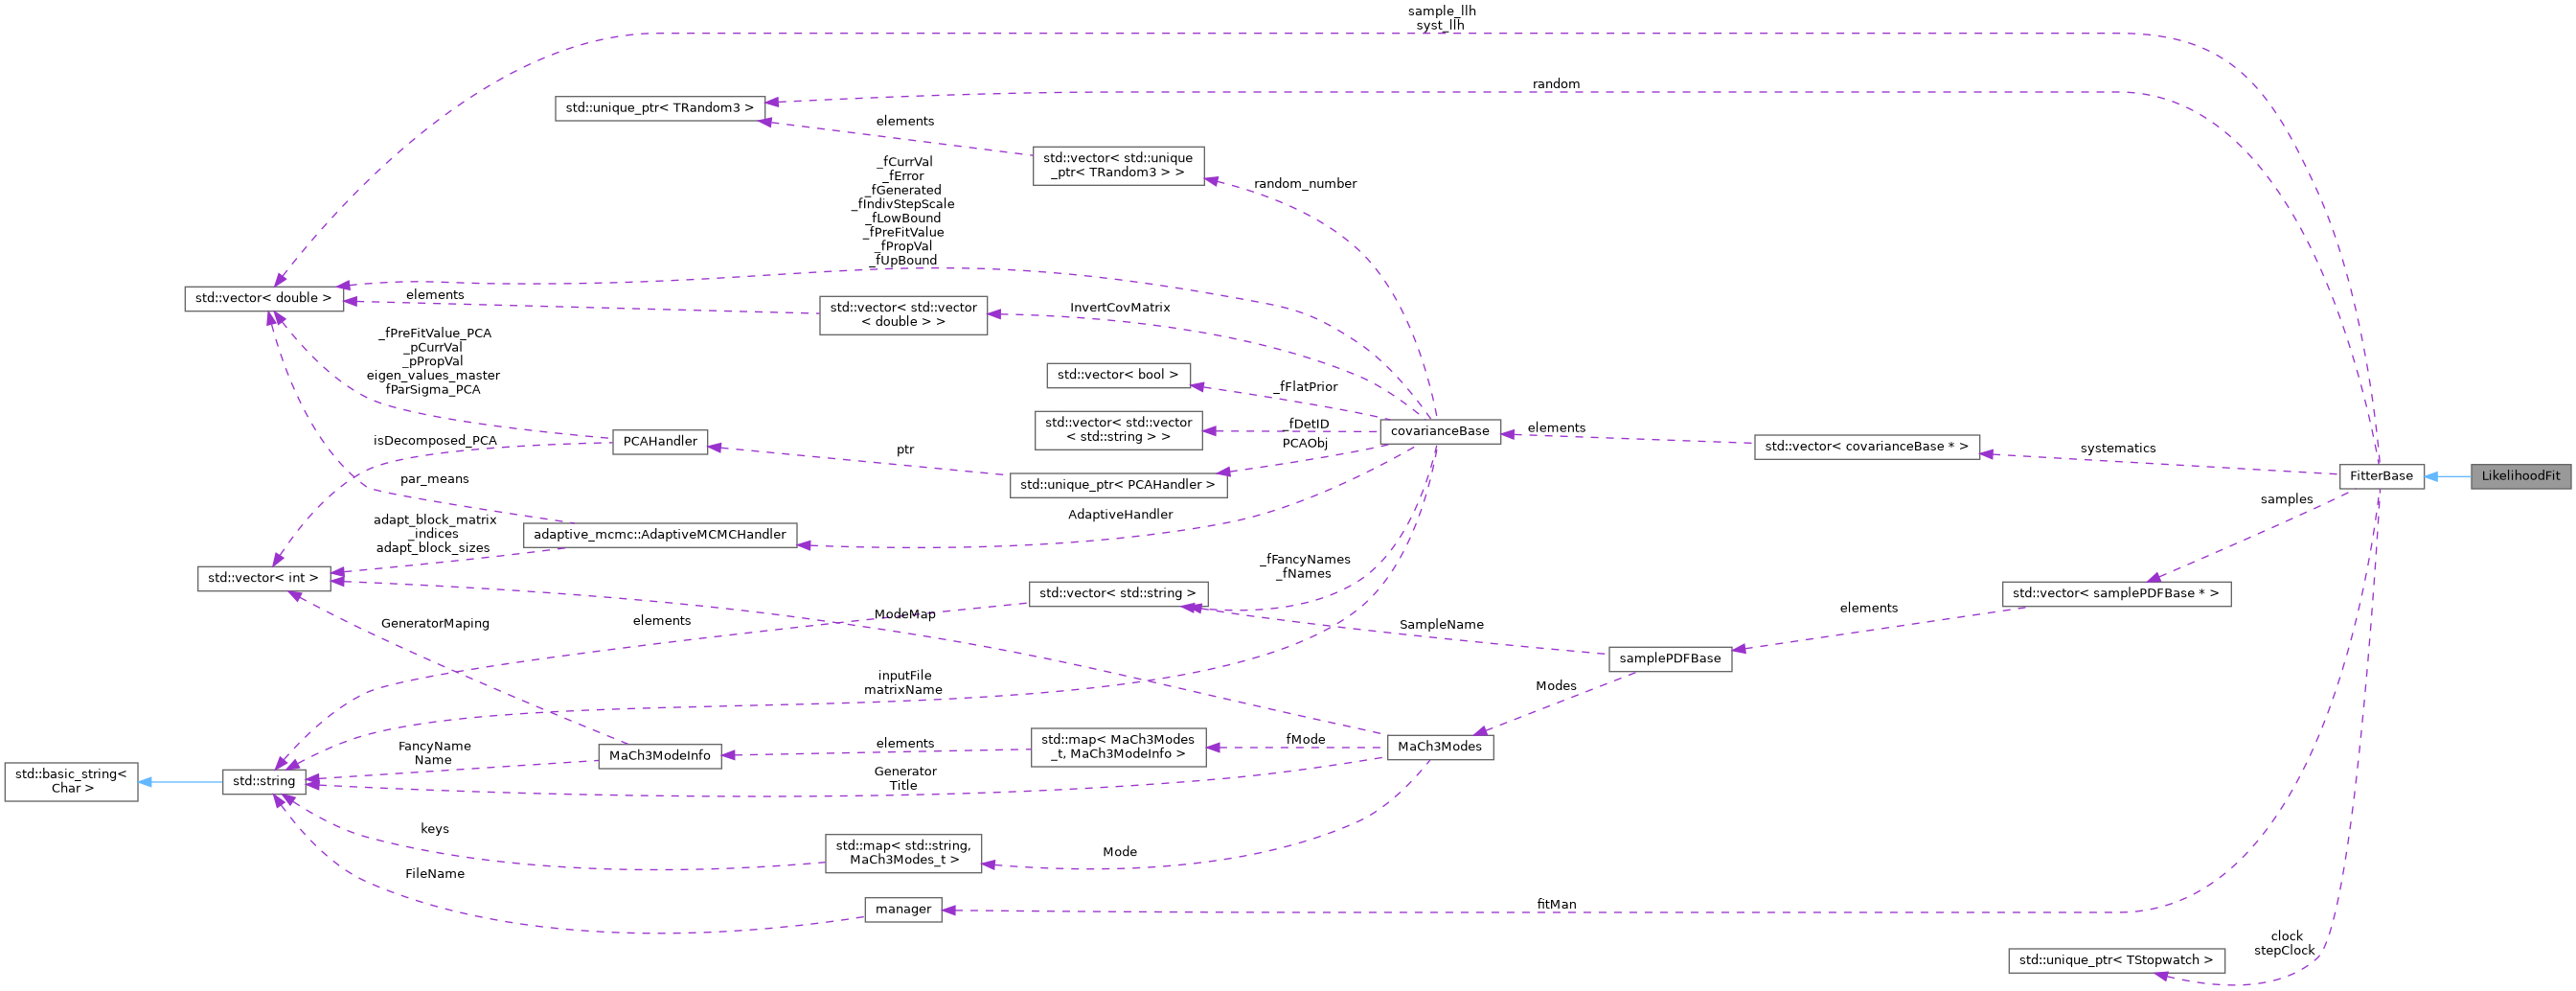 sample_llh
syst_llh
random
std::unique_ptr< TRandom3 >
elements
std::vector< std::unique
_ptr< TRandom3 > >
random_number
_fCurrVal
_fError
_fGenerated
_fIndivStepScale
_fLowBound
_fPreFitValue
_fPropVal
_fUpBound
std::vector< double >
elements
std::vector< std::vector
< double > >
InvertCovMatrix
_fPreFitValue_PCA
_pCurrVal
_pPropVal
eigen_values_master
fParSigma_PCA
std::vector< bool >
_fFlatPrior
std::vector< std::vector
< std::string > >
_fDetID
PCAObj
covarianceBase
elements
std::vector< covarianceBase * >
systematics
FitterBase
LikelihoodFit
isDecomposed_PCA
PCAHandler
ptr
std::unique_ptr< PCAHandler >
par_means
samples
adapt_block_matrix
_indices
adapt_block_sizes
adaptive_mcmc::AdaptiveMCMCHandler
AdaptiveHandler
std::vector< int >
_fFancyNames
_fNames
std::vector< std::string >
std::vector< samplePDFBase * >
GeneratorMaping
elements
ModeMap
SampleName
elements
samplePDFBase
inputFile
matrixName
Modes
FancyName
Name
MaCh3ModeInfo
elements
std::map< MaCh3Modes
_t, MaCh3ModeInfo >
fMode
MaCh3Modes
std::basic_string<
Char >
std::string
Generator
Title
keys
std::map< std::string,
MaCh3Modes_t >
Mode
FileName
manager
fitMan
clock
stepClock
std::unique_ptr< TStopwatch >